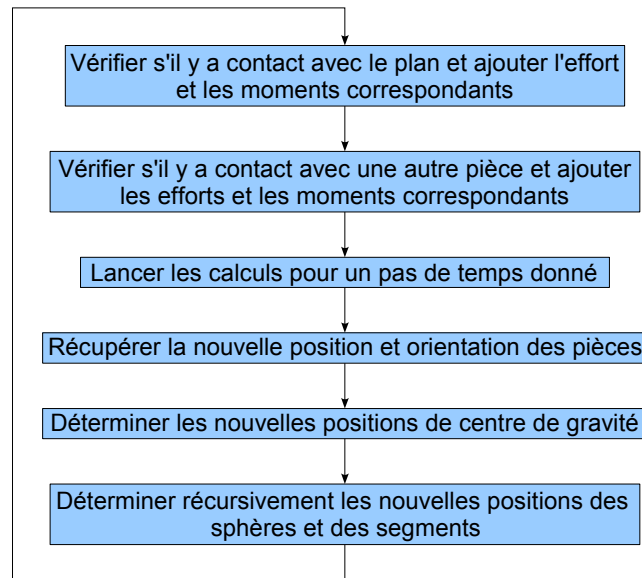 Vérifier s'il y a contact avec le plan et ajouter l'effort
et les moments correspondants
Vérifier s'il y a contact avec une autre pièce et ajouter
les efforts et les moments correspondants
Lancer les calculs pour un pas de temps donné
Récupérer la nouvelle position et orientation des pièces
Déterminer les nouvelles positions de centre de gravité
Déterminer récursivement les nouvelles positions des
sphères et des segments